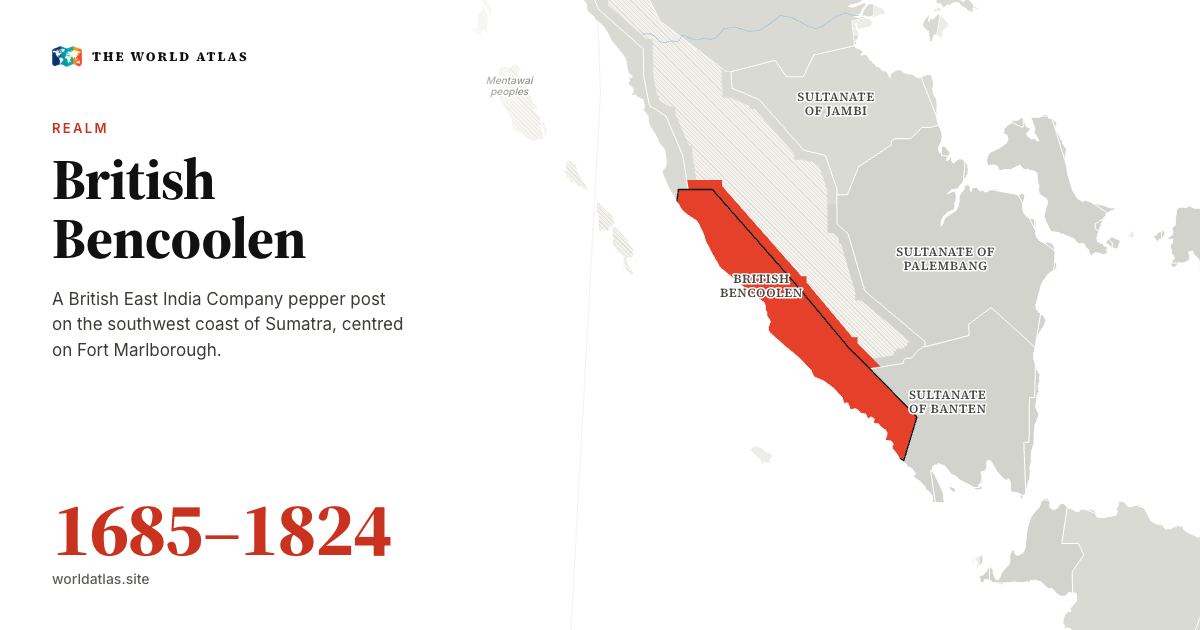 THE WORLD ATLAS
REALM
British
Bencoolen
A British East India Company pepper post
on the southwest coast of Sumatra, centred
on Fort Marlborough.
1685–1824
worldatlas.site
Mentawai
peoples
SULTANATE
OF JAMBI
SULTANATE OF
PALEMBANG
BRITISH
BENCOOLEN
SULTANATE
OF BANTEN